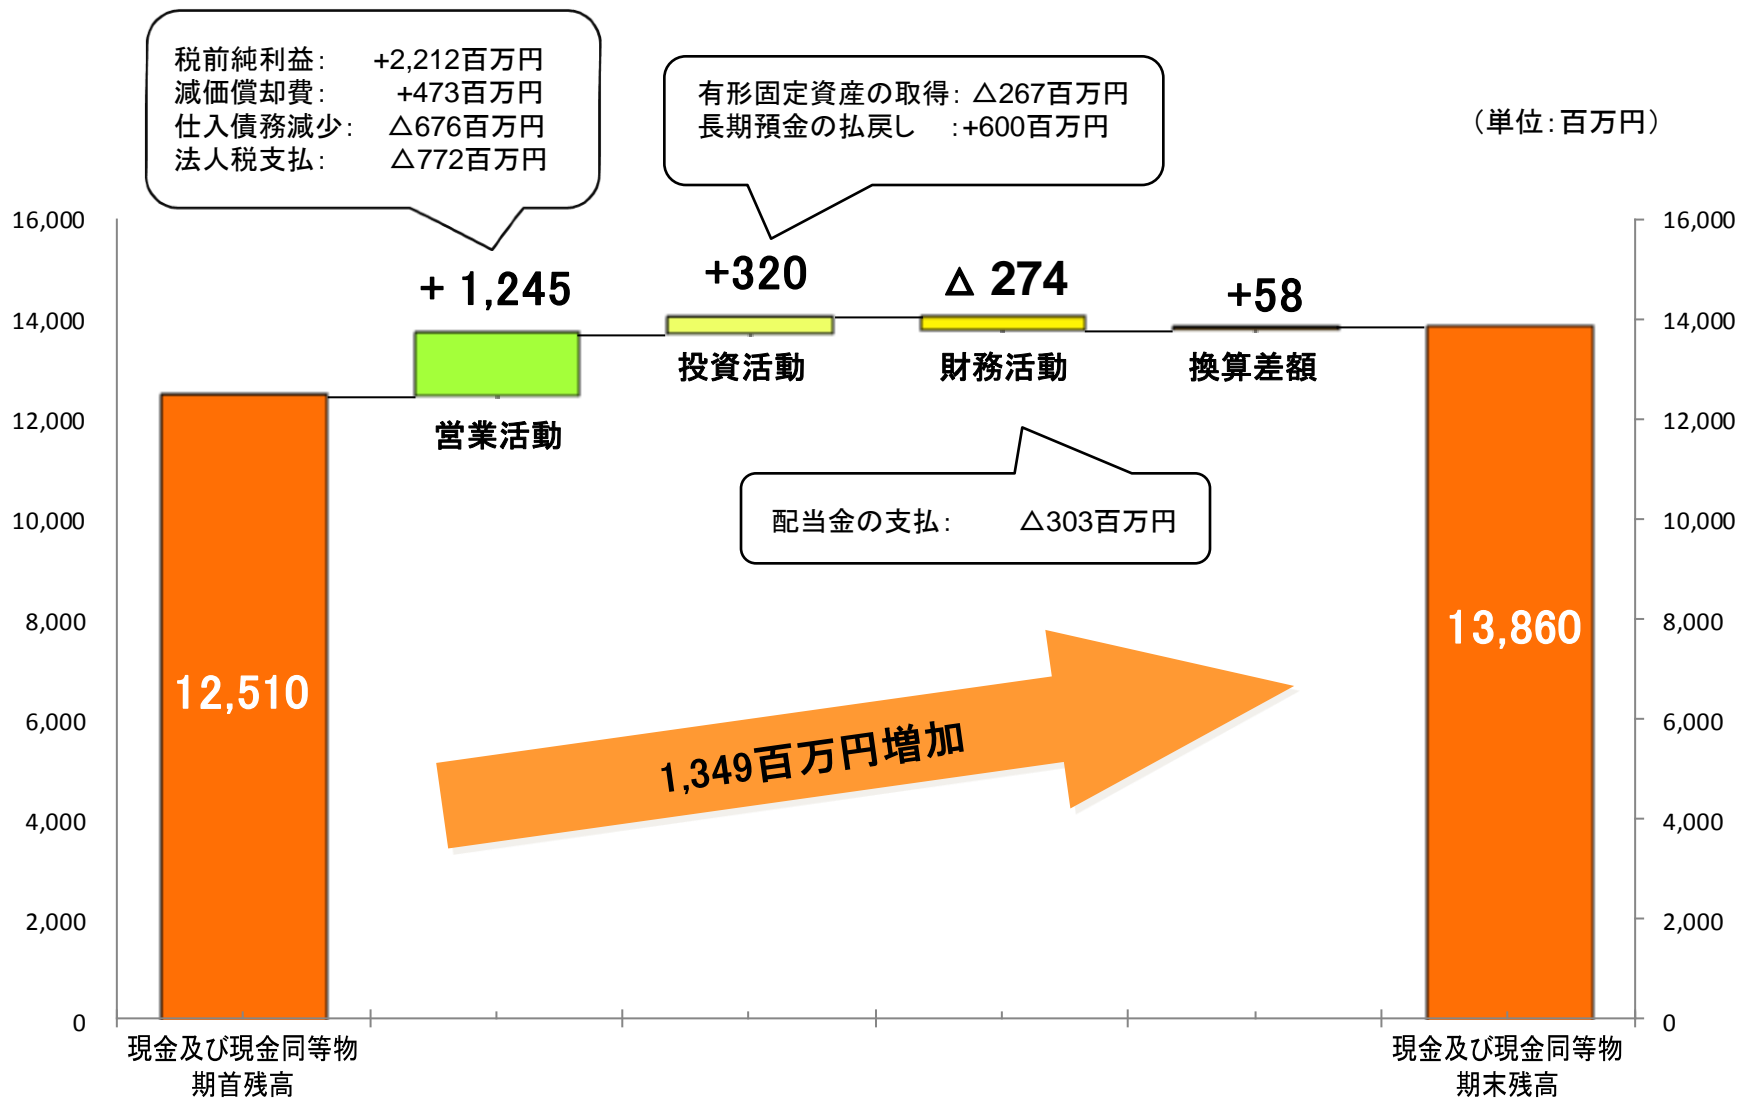 税前純利益： +2,212百万円
減価償却費： +473百万円
仕入債務減少： △676百万円
法人税支払： △772百万円
有形固定資産の取得： △267百万円
長期預金の払戻し ：+600百万円
（単位：百万円）
16,000
14,000
12,000
10,000
8,000
6,000
4,000
2,000
0
+ 1,245
営業活動
+320
投資活動
△ 274
財務活動
+58
換算差額
配当金の支払： △303百万円
12,510
1,349百万円増加
13,860
16,000
14,000
12,000
10,000
8,000
6,000
4,000
2,000
0
現金及び現金同等物
期首残高
現金及び現金同等物
期末残高